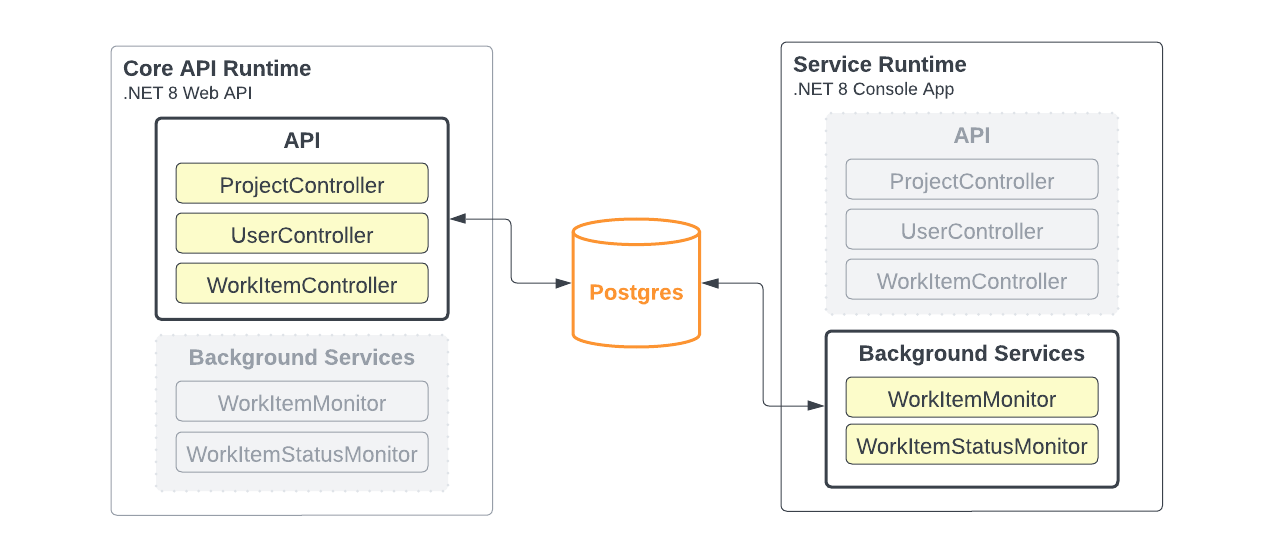 Core API Runtime
.NET 8 Web API
API
ProjectController
UserController
WorkItemController
Background Services
WorkItemMonitor
WorkItemStatusMonitor
Postgres
Service Runtime
.NET 8 Console App
API
ProjectController
UserController
WorkItemController
Background Services
WorkItemMonitor
WorkItemStatusMonitor